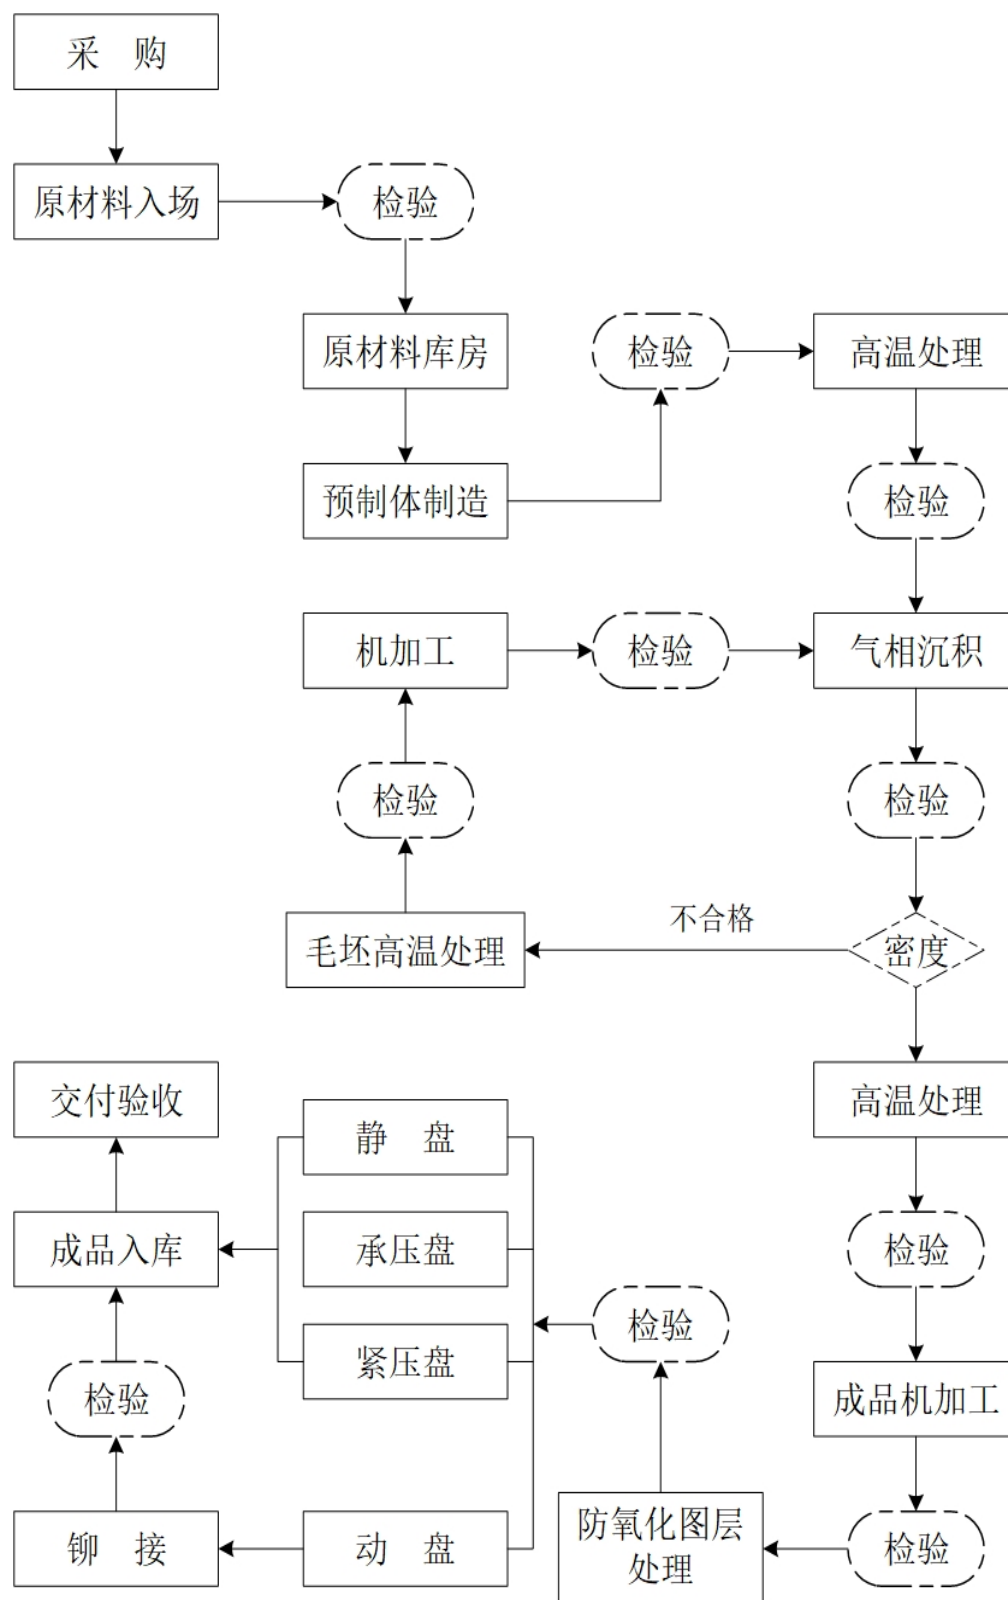 采 购
原材料入场
检验
原材料库房
检验
高温处理
预制体制造
检验
机加工
检验
气相沉积
检验
检验
不合格
毛坯高温处理
密度
交付验收
静 盘
高温处理
成品入库
承压盘
检验
检验
紧压盘
检验
成品机加工
铆 接
动 盘
防氧化图层
处理
检验